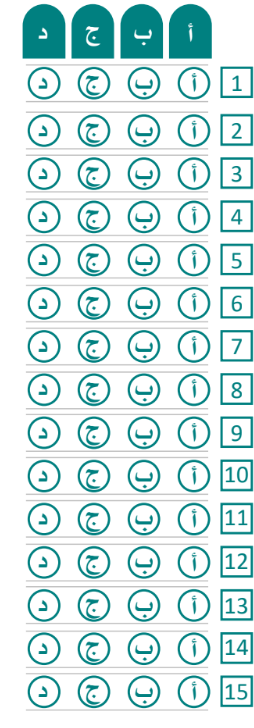 أ ب ج د
1 أ ب ج د
2 أ ب ج د
3 أ ب ج د
4 أ ب ج د
5 أ ب ج د
6 أ ب ج د
7 أ ب ج د
8 أ ب ج د
9 أ ب ج د
10 أ ب ج د
11 أ ب ج د
12 أ ب ج د
13 أ ب ج د
14 أ ب ج د
15 أ ب ج د